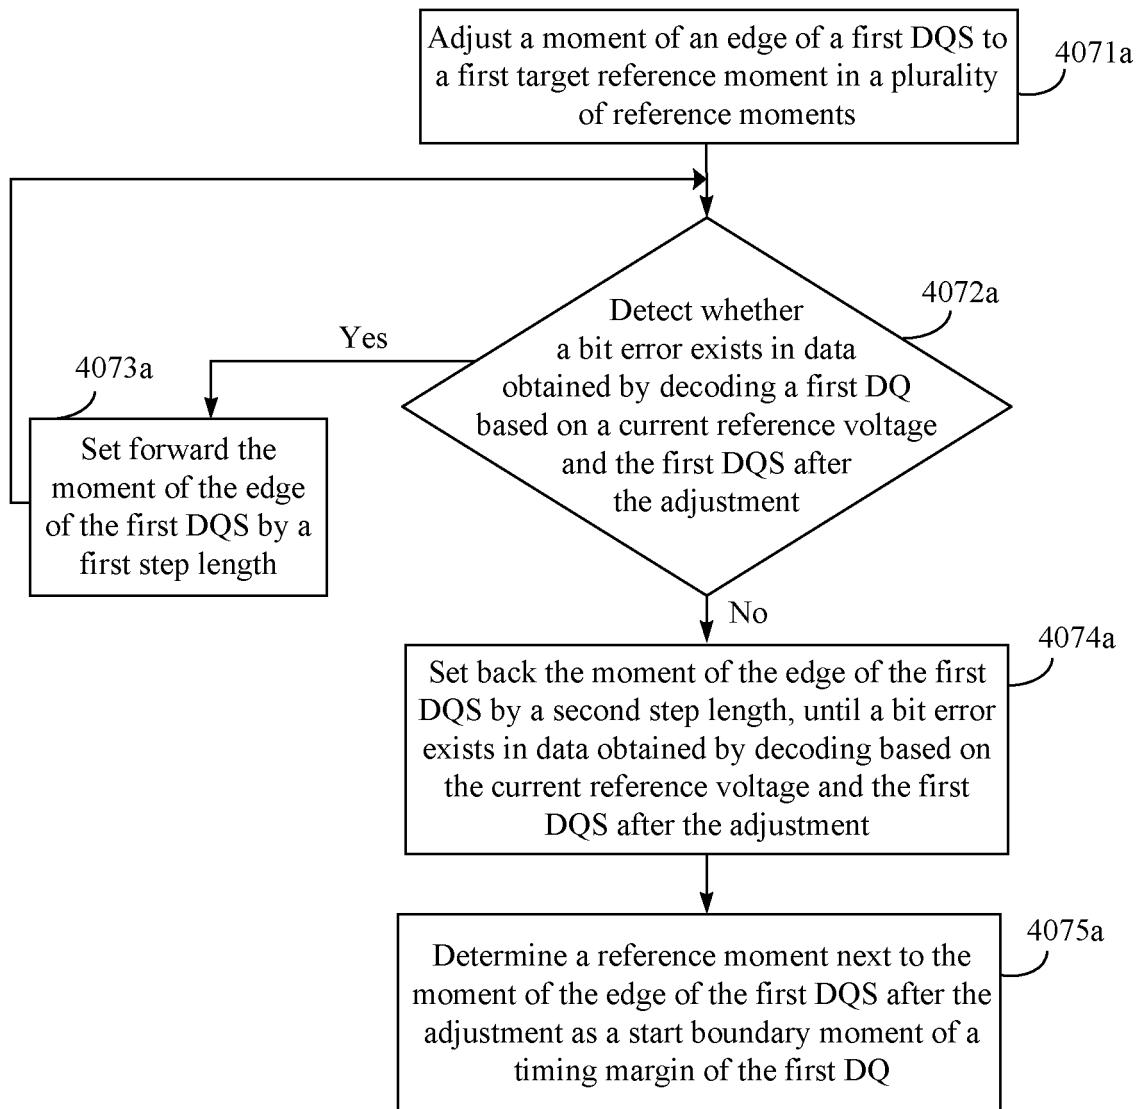 Adjust a moment of an edge of a first DQS to
a first target reference moment in a plurality
of reference moments
4071a
Detect whether
a bit error exists in data
obtained by decoding a first DQ
based on a current reference voltage
and the first DQS after
the adjustment
4072a
Yes
4073a
Set forward the
moment of the edge
of the first DQS by a
first step length
No
4074a
Set back the moment of the edge of the first
DQS by a second step length, until a bit error
exists in data obtained by decoding based on
the current reference voltage and the first
DQS after the adjustment
4075a
Determine a reference moment next to the
moment of the edge of the first DQS after the
adjustment as a start boundary moment of a
timing margin of the first DQ